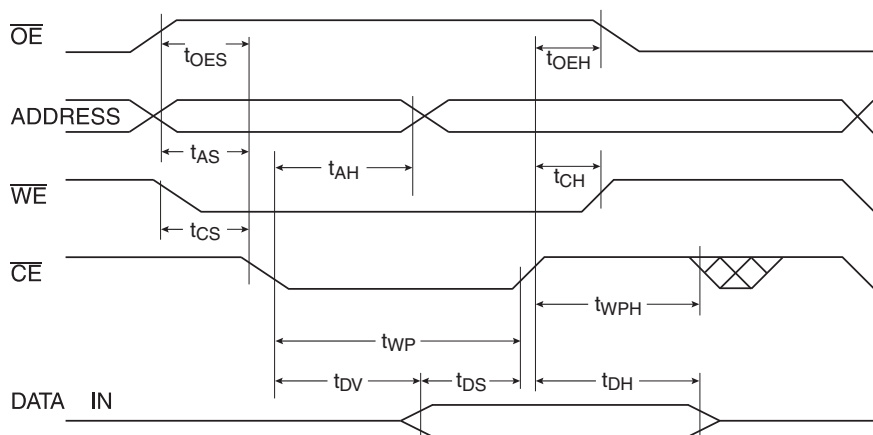 OE
tOES
tOEH
ADDRESS
tAS
tAH
tCH
WE
tCS
CE
tWPH
tWP
tDV
tDS
tDH
DATA IN